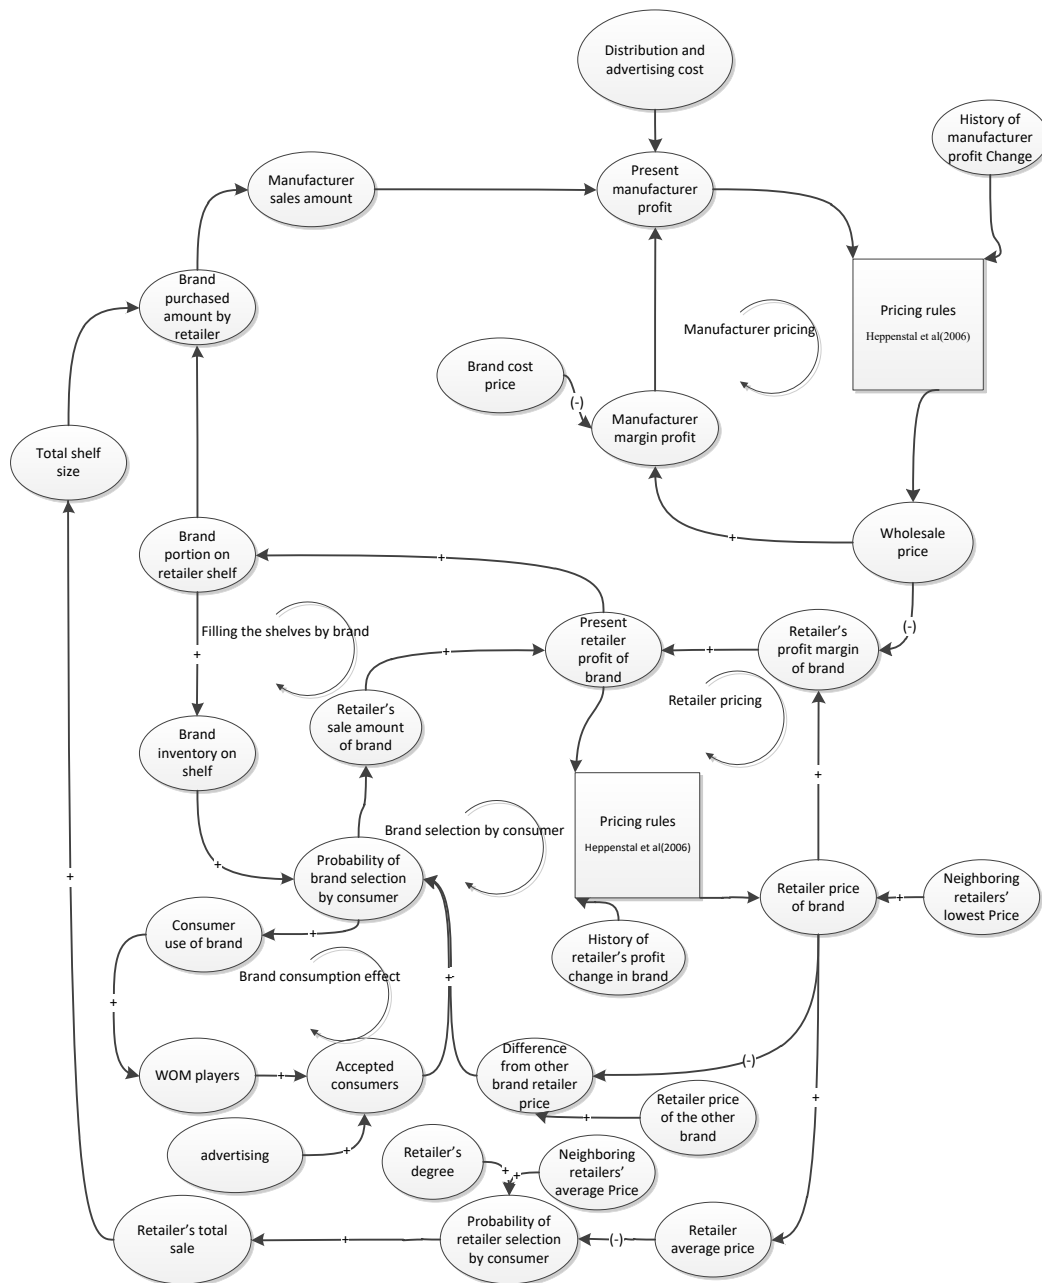 Distribution and
advertising cost
History of
manufacturer
profit Change
Manufacturer
sales amount
Present
manufacturer
profit
Brand
purchased
amount by
retailer
Pricing rules
Heppenstal et al(2006)
Manufacturer pricing
Brand cost
price
(-)
Manufacturer
margin profit
Total shelf
size
Wholesale
price
+
Brand
portion on
retailer shelf
+
(-)
Filling the shelves by brand
+
Present
retailer
profit of
brand
+
Retailer's
profit margin
of brand
+
Retailer pricing
Retailer's
sale amount
of brand
Brand
inventory on
shelf
+
Pricing rules
Heppenstal et al(2006)
Brand selection by consumer
+
Probability of
brand selection
by consumer
+
Retailer price
of brand
+
Neighboring
retailers'
lowest Price
Consumer
use of brand
+
History of
retailer's profit
change in brand
Brand consumption effect
+
+
WOM players
+
Accepted
consumers
Difference
from other
brand retailer
price
(-)
+
Retailer price
of the other
brand
+
advertising
+
Retailer's
degree
+
+
Neighboring
retailers'
average Price
Retailer's total
sale
+
Probability of
retailer selection
by consumer
(-)
Retailer
average price